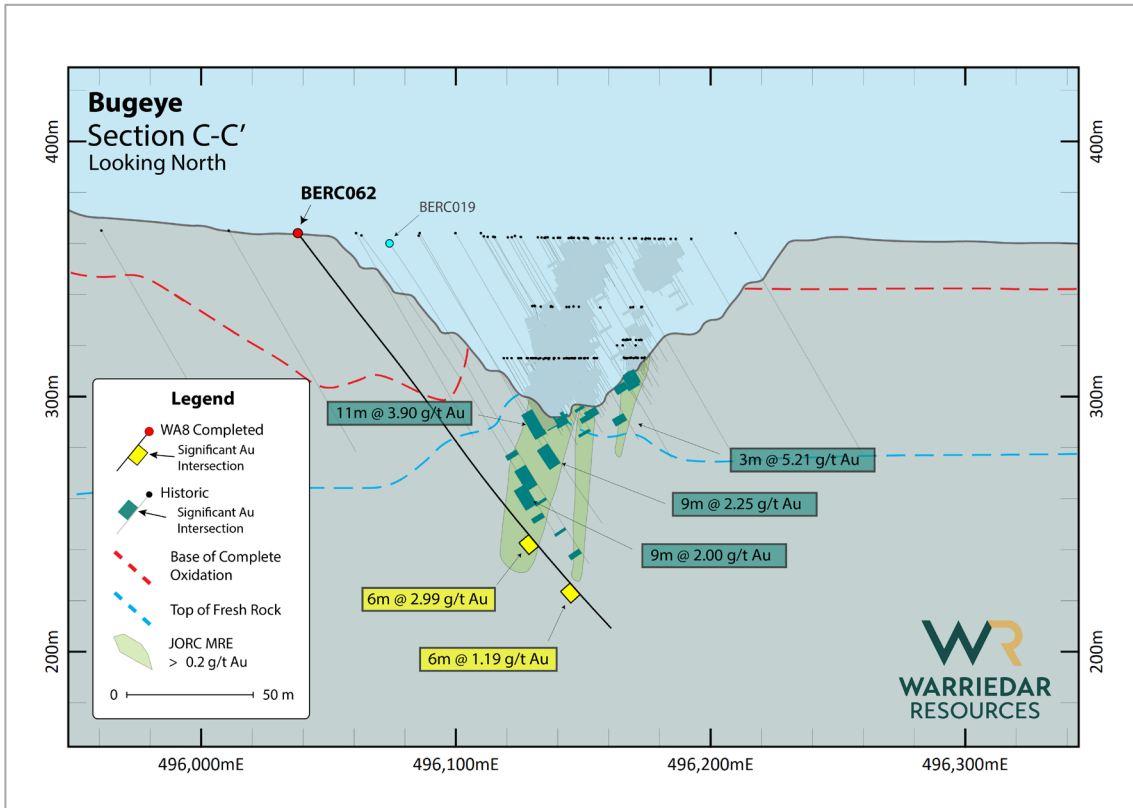 Bugeye
Section C-C’
Looking North
400m
400m
BERC062
BERC019
300m
300m
Legend
WA8 Completed
Significant Au
Intersection
Historic
Significant Au
Intersection
Base of Complete
Oxidation
Top of Fresh Rock
JORC MRE
> 0.2 g/t Au
0
50 m
11m @ 3.90 g/t Au
3m @ 5.21 g/t Au
9m @ 2.25 g/t Au
9m @ 2.00 g/t Au
6m @ 2.99 g/t Au
6m @ 1.19 g/t Au
200m
200m
WR
WARRIEDAR
RESOURCES
496,000mE
496,100mE
496,200mE
496,300mE